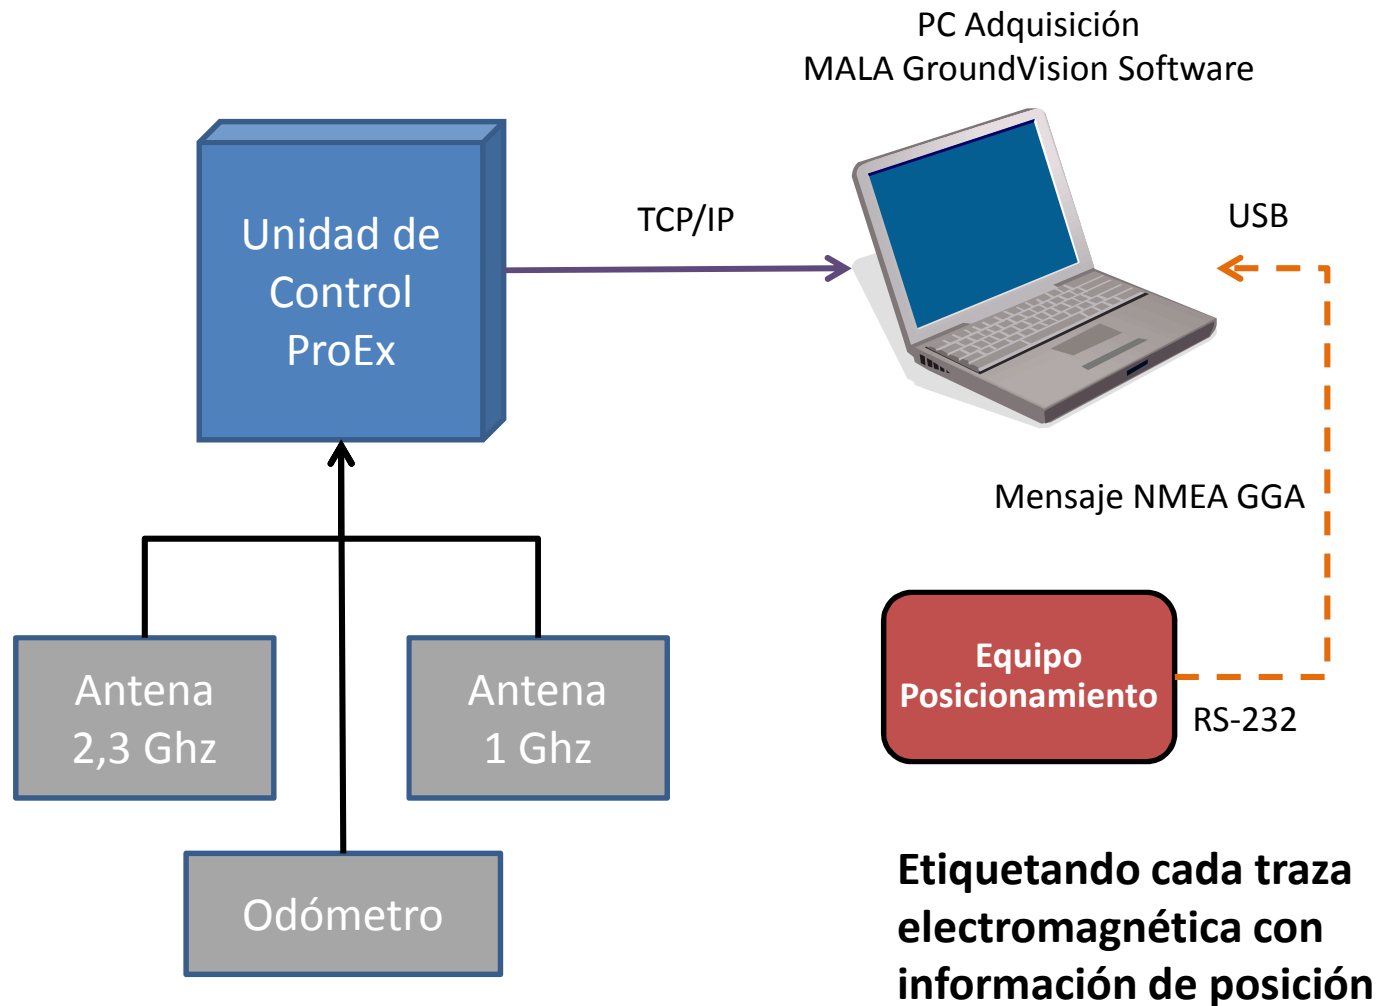 PC Adquisición
MALA GroundVision Software
Unidad de
Control
ProEx
TCP/IP
USB
Mensaje NMEA GGA
Antena
2,3 Ghz
Antena
1 Ghz
Equipo
Posicionamiento
RS-232
Odómetro
Etiquetando cada traza
electromagnética con
información de posición